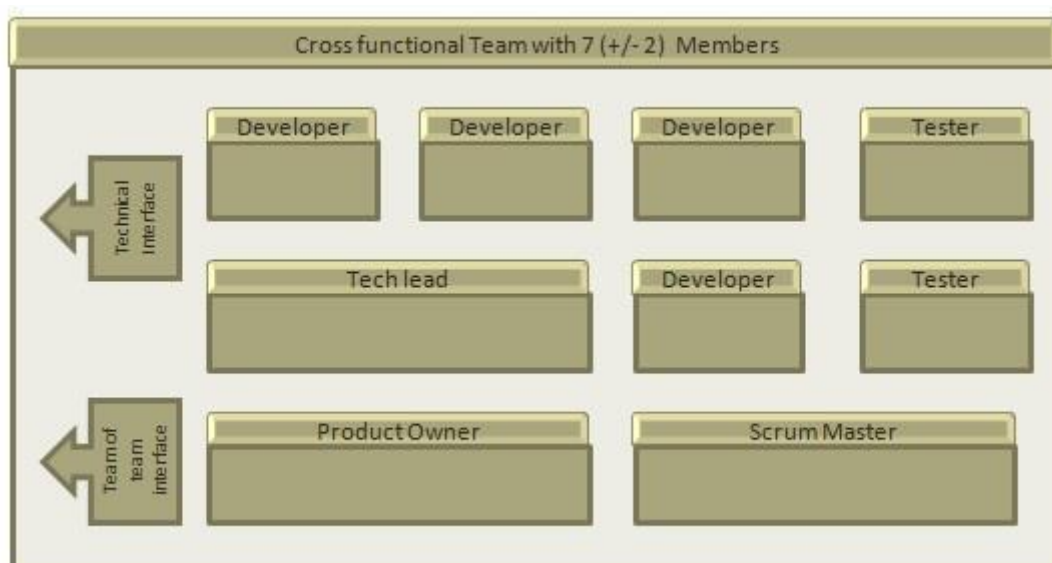 Cross functional Team with 7 (+/- 2) Members
Developer
Developer
Developer
Tester
Technical
Interface
Tech lead
Developer
Tester
Product Owner
Scrum Master
Team of
team
interface